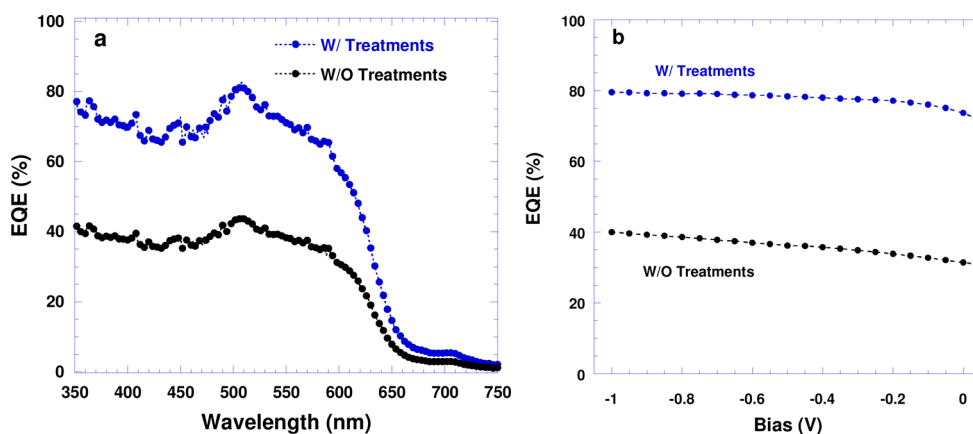 a
W/ Treatments
W/O Treatments
EQE (%)
100
80
60
40
20
0
350 400 450 500 550 600 650 700 750
Wavelength (nm)
b
W/ Treatments
W/O Treatments
EQE (%)
100
80
60
40
20
0
-1 -0.8 -0.6 -0.4 -0.2 0
Bias (V)